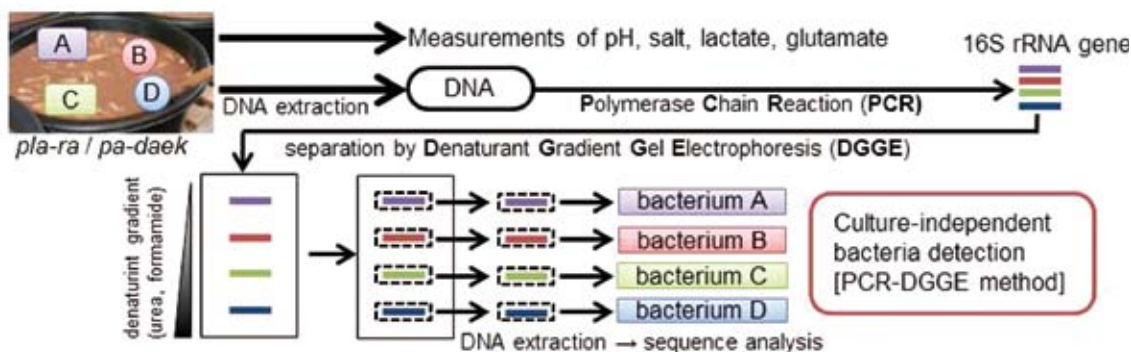 A
B
C
D
pla-ra / pa-daek
Measurements of pH, salt, lactate, glutamate
DNA extraction
DNA
Polymerase Chain Reaction (PCR)
16S rRNA gene
separation by Denaturant Gradient Gel Electrophoresis (DGGE)
denaturint gradient
(urea, formamide)
bacterium A
bacterium B
bacterium C
bacterium D
DNA extraction → sequence analysis
Culture-independent
bacteria detection
[PCR-DGGE method]